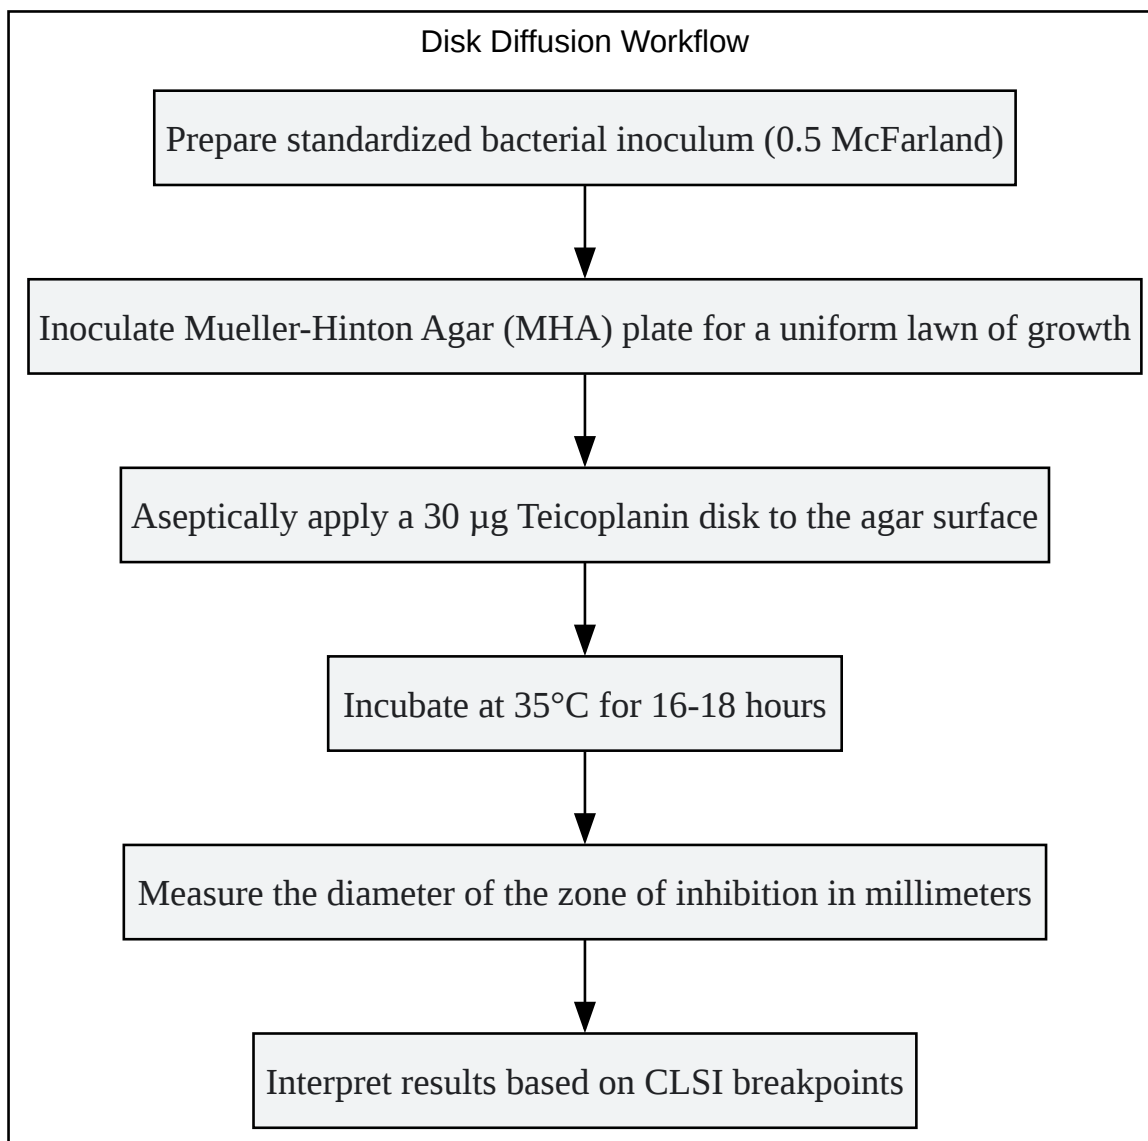 Disk Diffusion Workflow
Prepare standardized bacterial inoculum (0.5 McFarland)
Inoculate Mueller-Hinton Agar (MHA) plate for a uniform lawn of growth
Aseptically apply a 30 µg Teicoplanin disk to the agar surface
Incubate at 35°C for 16-18 hours
Measure the diameter of the zone of inhibition in millimeters
Interpret results based on CLSI breakpoints